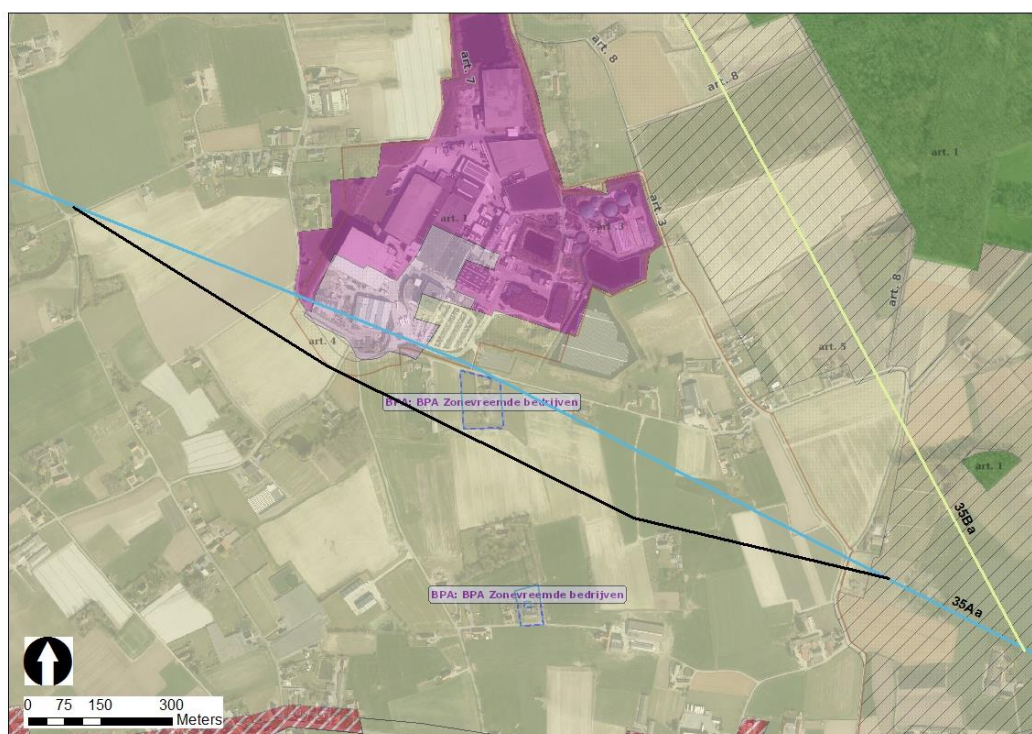 art. 7
art. 8
art. 8
art. 1
art. 1
art. 3
art. 3
art. 8
art. 4
art. 5
BPA: BPA Zonevreemde bedrijven
art. 1
35Ba
BPA: BPA Zonevreemde bedrijven
35Aa
0 75 150 300
Meters